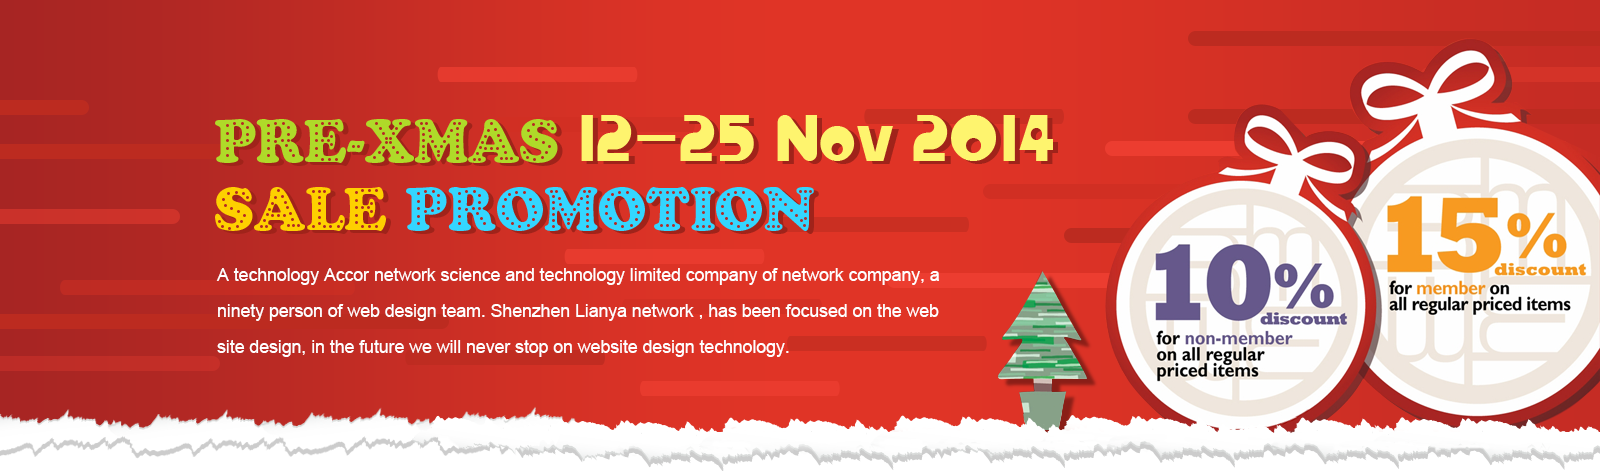 PRE-XMAS 12–25 Nov 2014
SALE PROMOTION
A technology Accor network science and technology limited company of network company, a
ninety person of web design team. Shenzhen Lianya network , has been focused on the web
site design, in the future we will never stop on website design technology.
10%
discount
for non-member
on all regular
priced items
15%
discount
for member on
all regular priced items